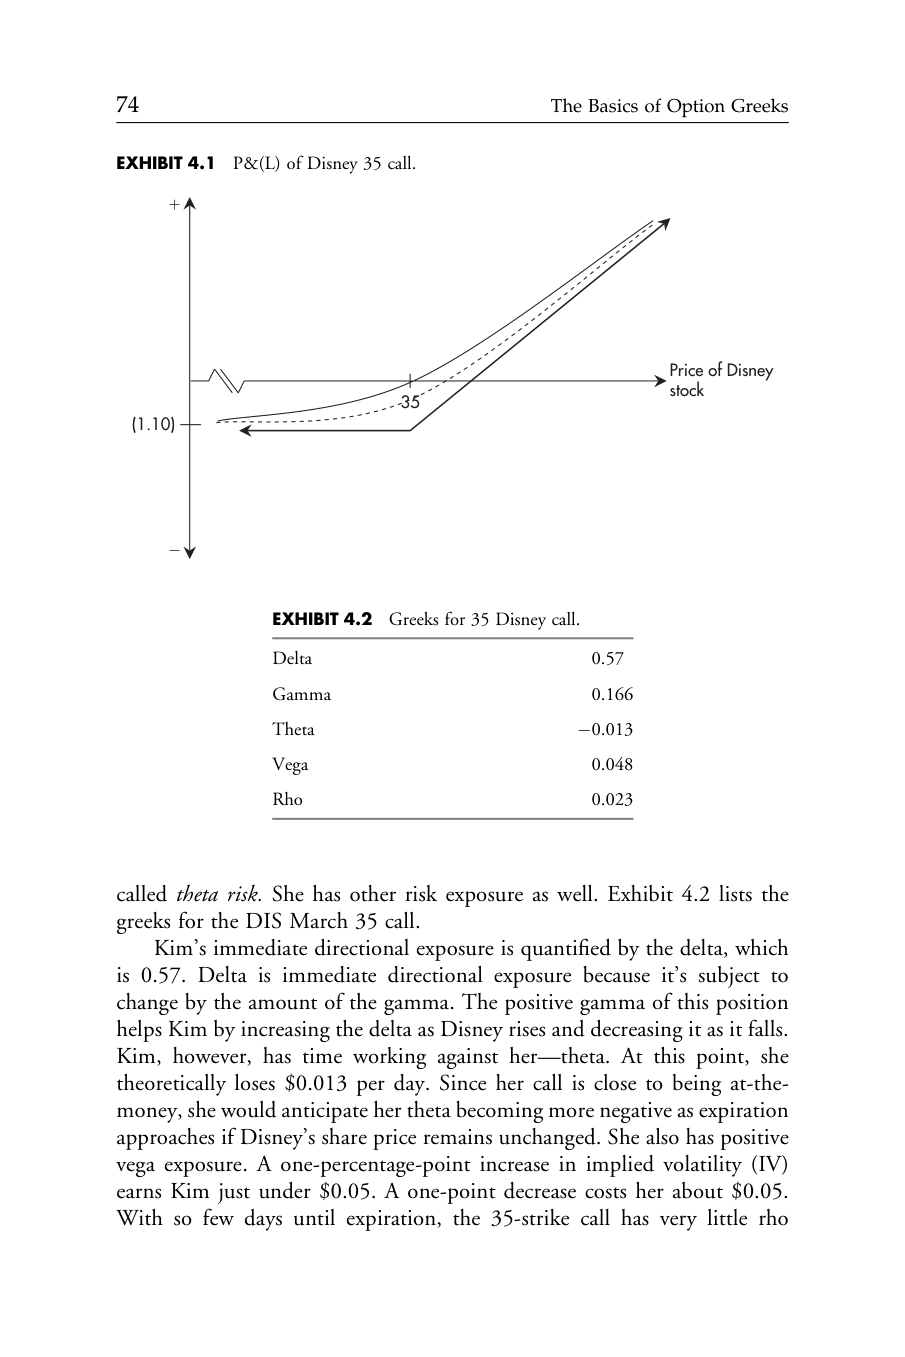 74 The Basics of Option Greeks
EXHIBIT 4.1 P&(L) of Disney 35 call.
+
Price of Disney
stock
35
(1.10)
−
EXHIBIT 4.2 Greeks for 35 Disney call.
Delta 0.57
Gamma 0.166
Theta −0.013
Vega 0.048
Rho 0.023
called theta risk. She has other risk exposure as well. Exhibit 4.2 lists the
greeks for the DIS March 35 call.
Kim’s immediate directional exposure is quantified by the delta, which
is 0.57. Delta is immediate directional exposure because it’s subject to
change by the amount of the gamma. The positive gamma of this position
helps Kim by increasing the delta as Disney rises and decreasing it as it falls.
Kim, however, has time working against her—theta. At this point, she
theoretically loses $0.013 per day. Since her call is close to being at-the-
money, she would anticipate her theta becoming more negative as expiration
approaches if Disney’s share price remains unchanged. She also has positive
vega exposure. A one-percentage-point increase in implied volatility (IV)
earns Kim just under $0.05. A one-point decrease costs her about $0.05.
With so few days until expiration, the 35-strike call has very little rho